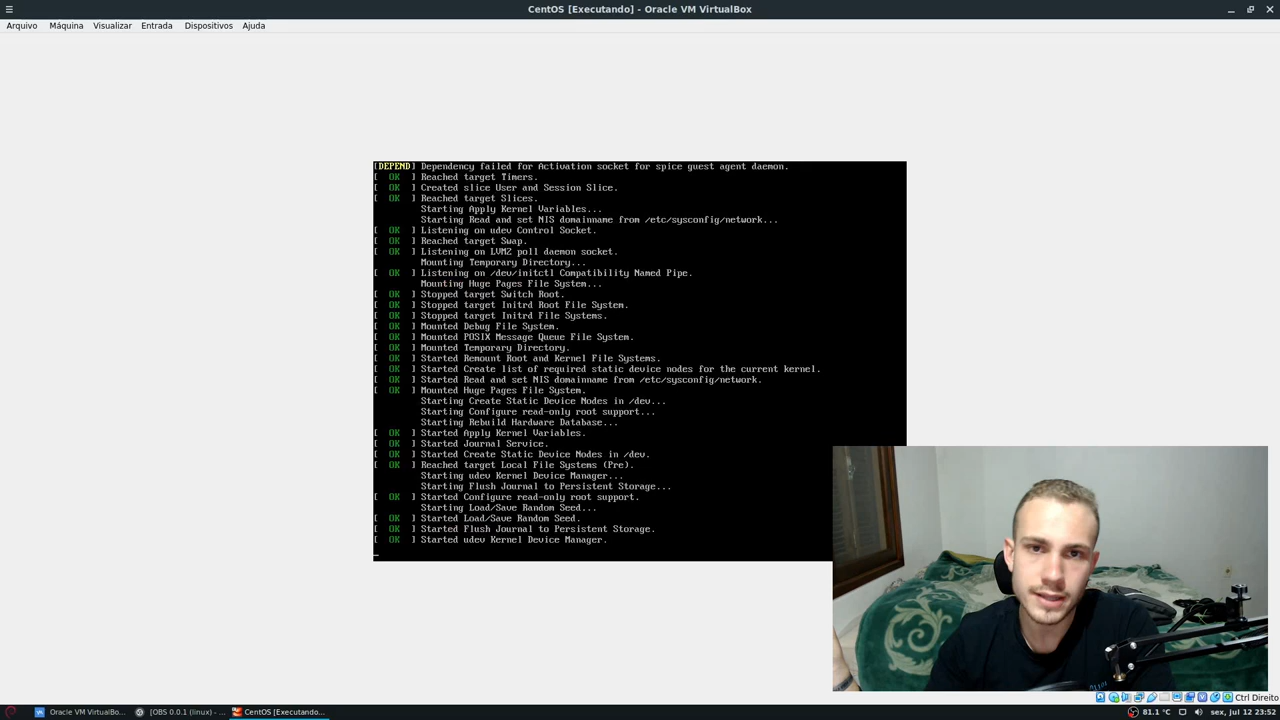 CentOS [Executando] - Oracle VM VirtualBox
Arquivo Máquina Visualizar Entrada Dispositivos Ajuda
[DEPEND] Dependency failed for Activation socket for spice guest agent daemon.
[ OK ] Reached target Timers.
[ OK ] Created slice User and Session Slice.
[ OK ] Reached target Slices.
Starting Apply Kernel Variables...
Starting Read and set NIS domainname from /etc/sysconfig/network...
[ OK ] Listening on udev Control Socket.
[ OK ] Reached target Swap.
[ OK ] Listening on LVM2 poll daemon socket.
Mounting Temporary Directory...
[ OK ] Listening on /dev/initctl Compatibility Named Pipe.
Mounting Huge Pages File System...
[ OK ] Stopped target Switch Root.
[ OK ] Stopped target Initrd Root File System.
[ OK ] Stopped target Initrd File Systems.
[ OK ] Mounted Debug File System.
[ OK ] Mounted POSIX Message Queue File System.
[ OK ] Mounted Temporary Directory.
[ OK ] Started Remount Root and Kernel File Systems.
[ OK ] Started Create list of required static device nodes for the current kernel.
[ OK ] Started Read and set NIS domainname from /etc/sysconfig/network.
[ OK ] Mounted Huge Pages File System.
Starting Create Static Device Nodes in /dev...
Starting Configure read-only root support...
Starting Rebuild Hardware Database...
[ OK ] Started Apply Kernel Variables.
[ OK ] Started Journal Service.
[ OK ] Started Create Static Device Nodes in /dev.
[ OK ] Reached target Local File Systems (Pre).
Starting udev Kernel Device Manager...
Starting Flush Journal to Persistent Storage...
[ OK ] Started Configure read-only root support.
Starting Load/Save Random Seed...
[ OK ] Started Load/Save Random Seed.
[ OK ] Started Flush Journal to Persistent Storage.
[ OK ] Started udev Kernel Device Manager.
Ctrl Direito
Oracle VM VirtualBo... [OBS 0.0.1 (linux) - ... CentOS [Executando... 81.1 °C sex, jul 12 23:52